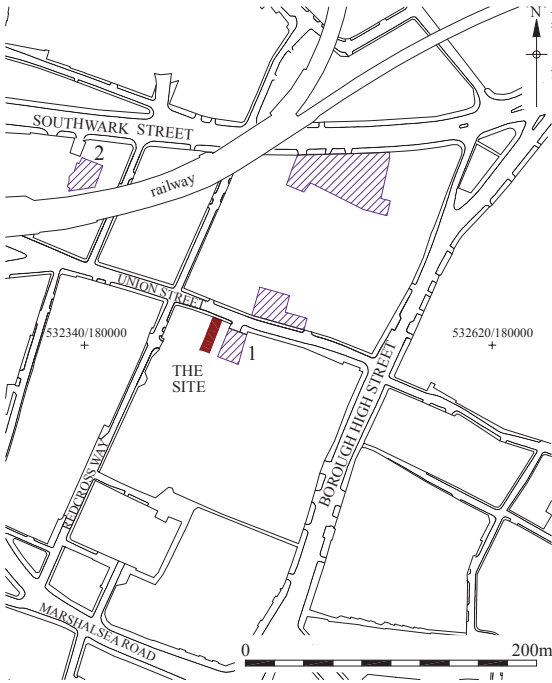 N
SOUTHWARK STREET
2
railway
UNION STREET
532340/180000
532620/180000
1
THE
SITE
BOROUGH HIGH STREET
REDCROSS WAY
MARSHALSEA ROAD
0
200m